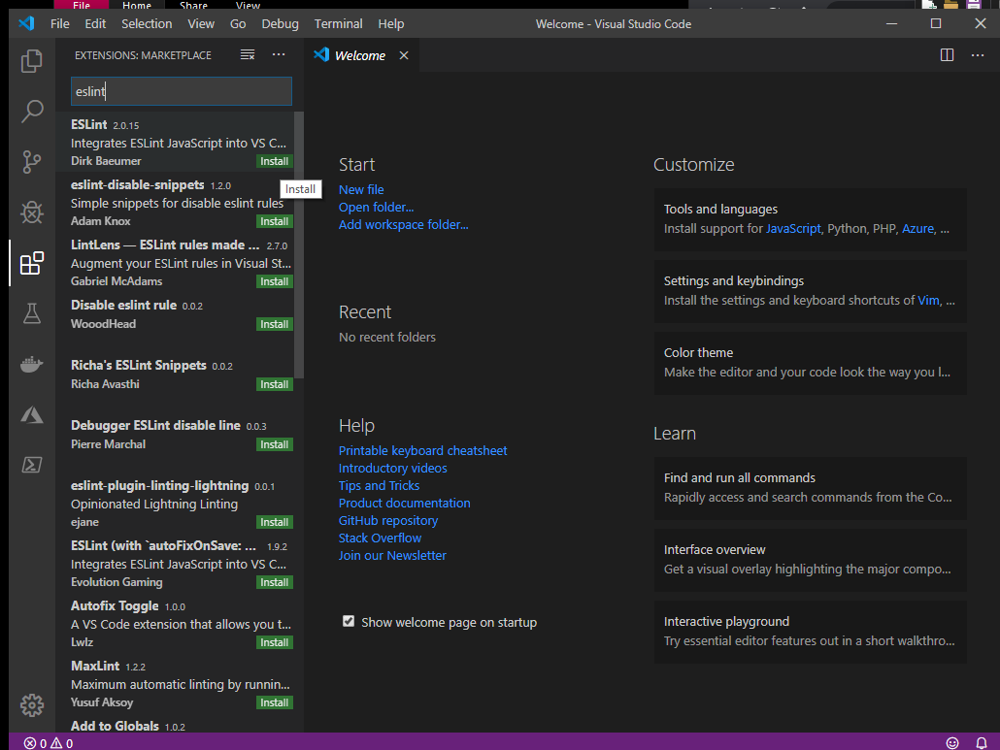 File Home Share View
File Edit Selection View Go Debug Terminal Help
Welcome - Visual Studio Code
EXTENSIONS: MARKETPLACE
eslint
ESLint 2.0.15
Integrates ESLint JavaScript into VS C...
Dirk Baeumer Install
eslint-disable-snippets 1.2.0
Simple snippets for disable eslint rules
Adam Knox Install
Install
LintLens — ESLint rules made ... 2.7.0
Augment your ESLint rules in Visual St...
Gabriel McAdams Install
Disable eslint rule 0.0.2
WooodHead Install
Richa's ESLint Snippets 0.0.2
Richa Avasthi Install
Debugger ESLint disable line 0.0.3
Pierre Marchal Install
eslint-plugin-linting-lightning 0.0.1
Opinionated Lightning Linting
ejane Install
ESLint (with `autoFixOnSave: ... 1.9.2
Integrates ESLint JavaScript into VS C...
Evolution Gaming Install
Autofix Toggle 1.0.0
A VS Code extension that allows you t...
Lwlz Install
MaxLint 1.2.2
Maximum automatic linting by runnin...
Yusuf Aksoy Install
Add to Globals 1.0.2
Welcome
Start
New file
Open folder...
Add workspace folder...
Recent
No recent folders
Help
Printable keyboard cheatsheet
Introductory videos
Tips and Tricks
Product documentation
GitHub repository
Stack Overflow
Join our Newsletter
Show welcome page on startup
Customize
Tools and languages
Install support for JavaScript, Python, PHP, Azure, ...
Settings and keybindings
Install the settings and keyboard shortcuts of Vim, ...
Color theme
Make the editor and your code look the way you l...
Learn
Find and run all commands
Rapidly access and search commands from the Co...
Interface overview
Get a visual overlay highlighting the major compo...
Interactive playground
Try essential editor features out in a short walkthro...
0 0